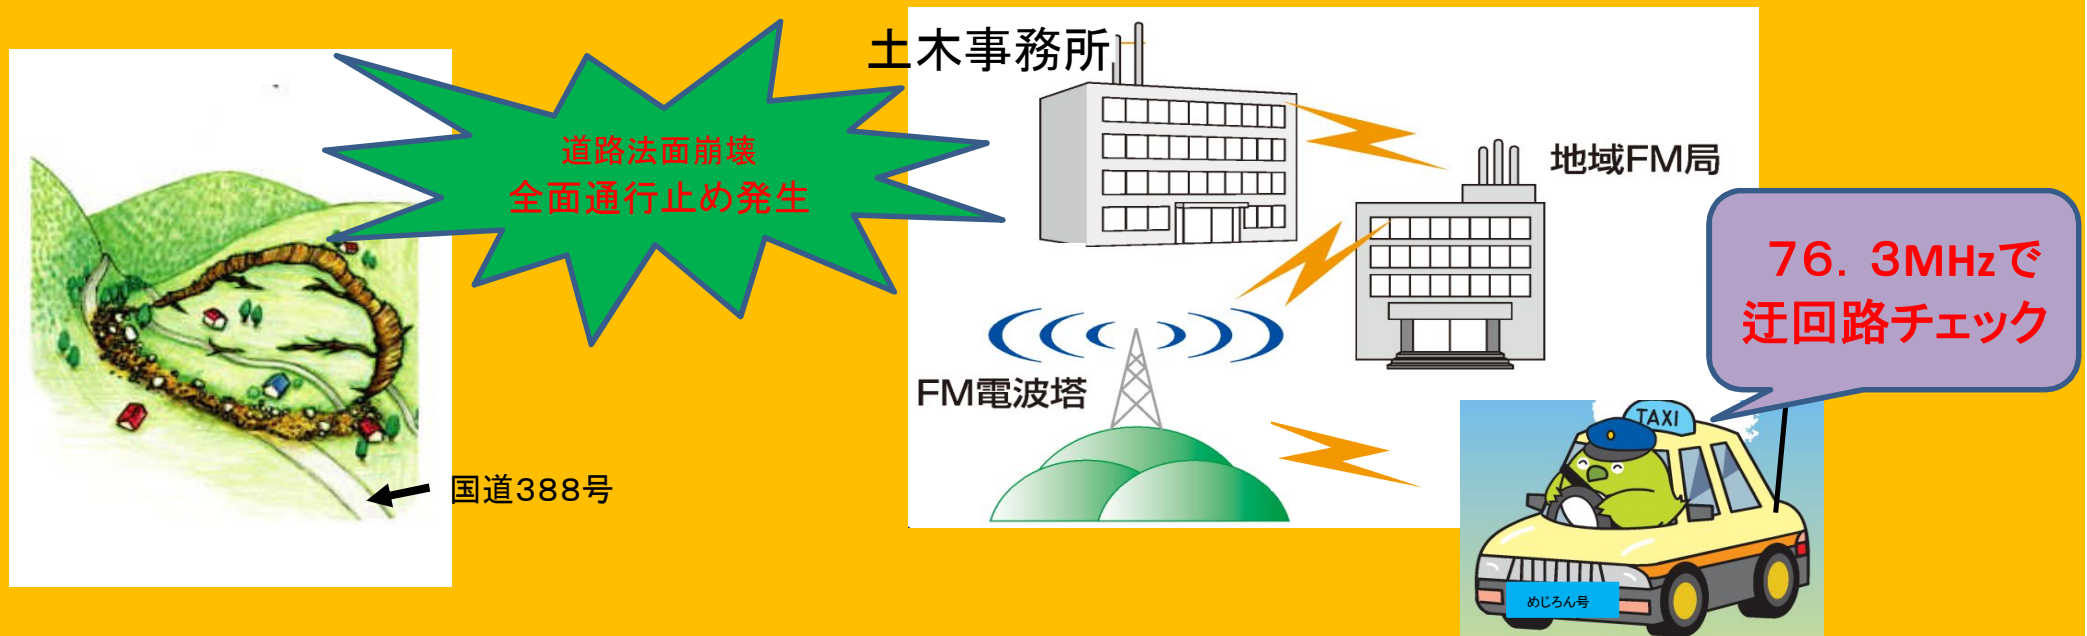 土木事務所
道路法面崩壊
全面通行止め発生
地域FM局
76．3MHzで
迂回路チェック
FM電波塔
TAXI
国道388号
めじろん号